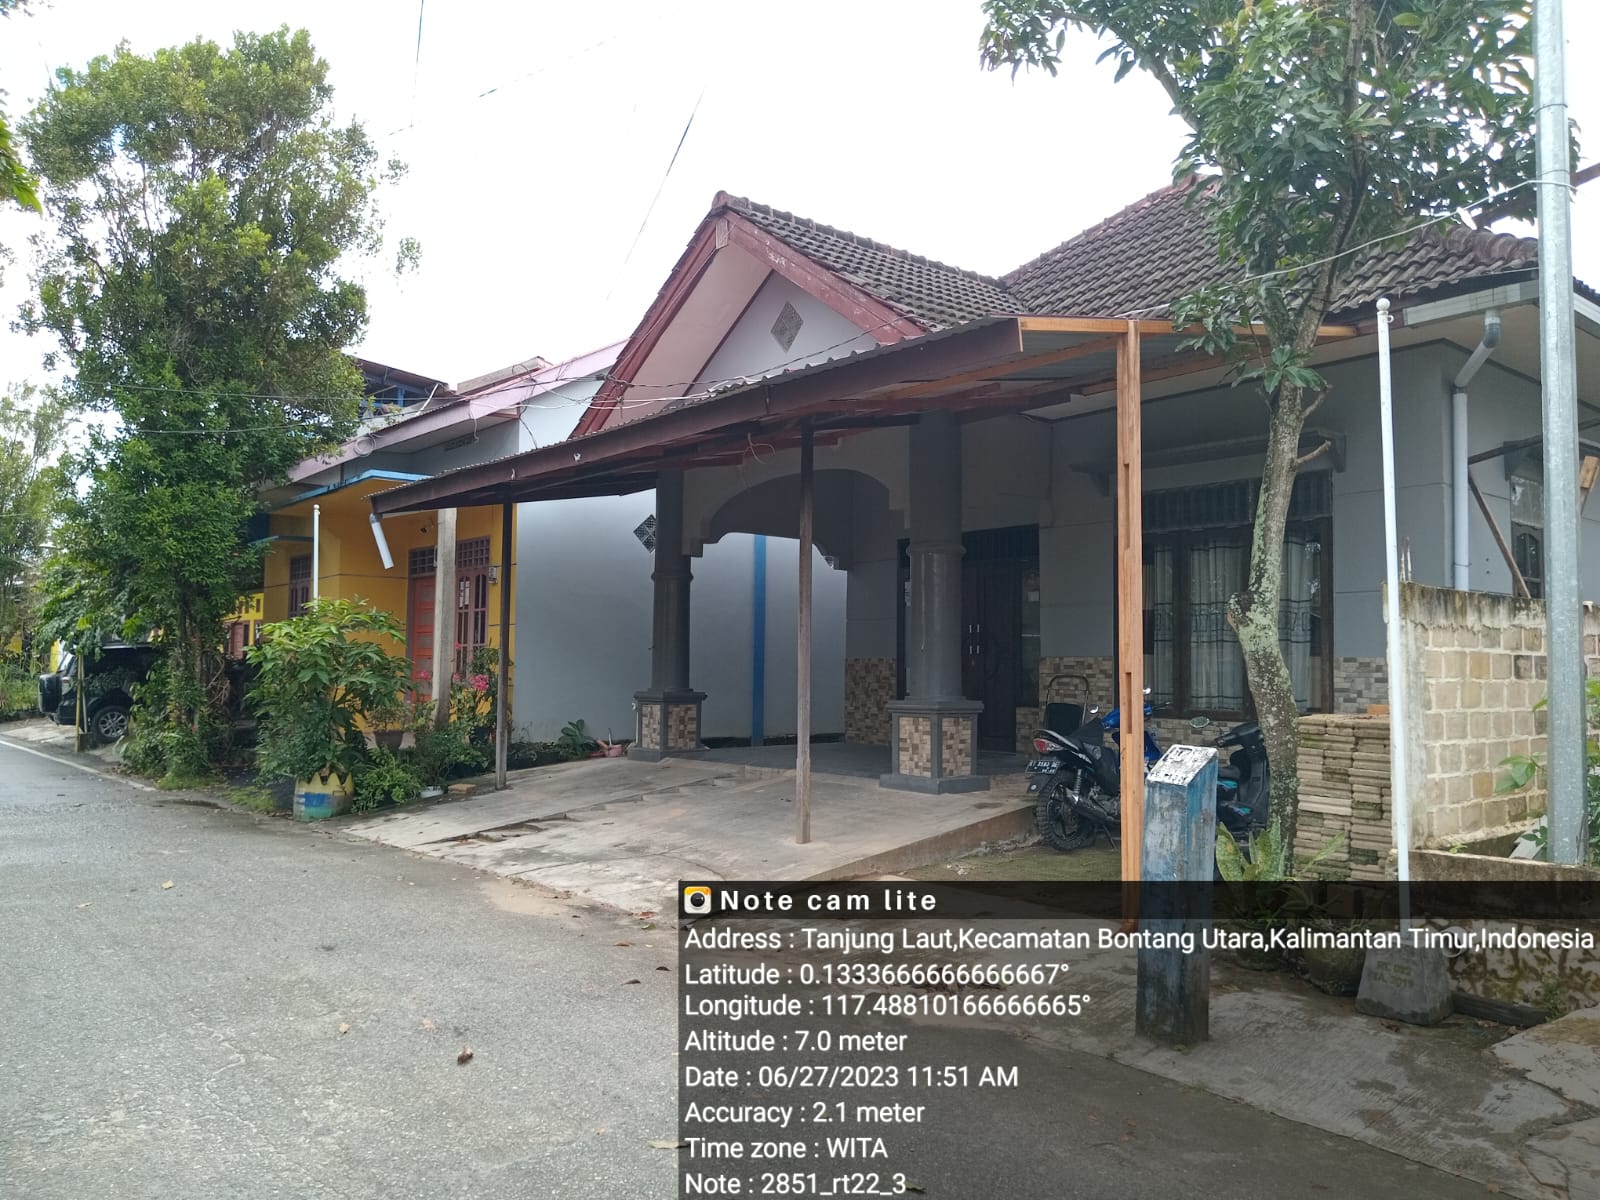 Note cam lite
Address : Tanjung Laut,Kecamatan Bontang Utara,Kalimantan Timur,Indonesia
Latitude : 0.1333666666666667°
Longitude : 117.48810166666665°
Altitude : 7.0 meter
Date : 06/27/2023 11:51 AM
Accuracy : 2.1 meter
Time zone : WITA
Note : 2851_rt22_3